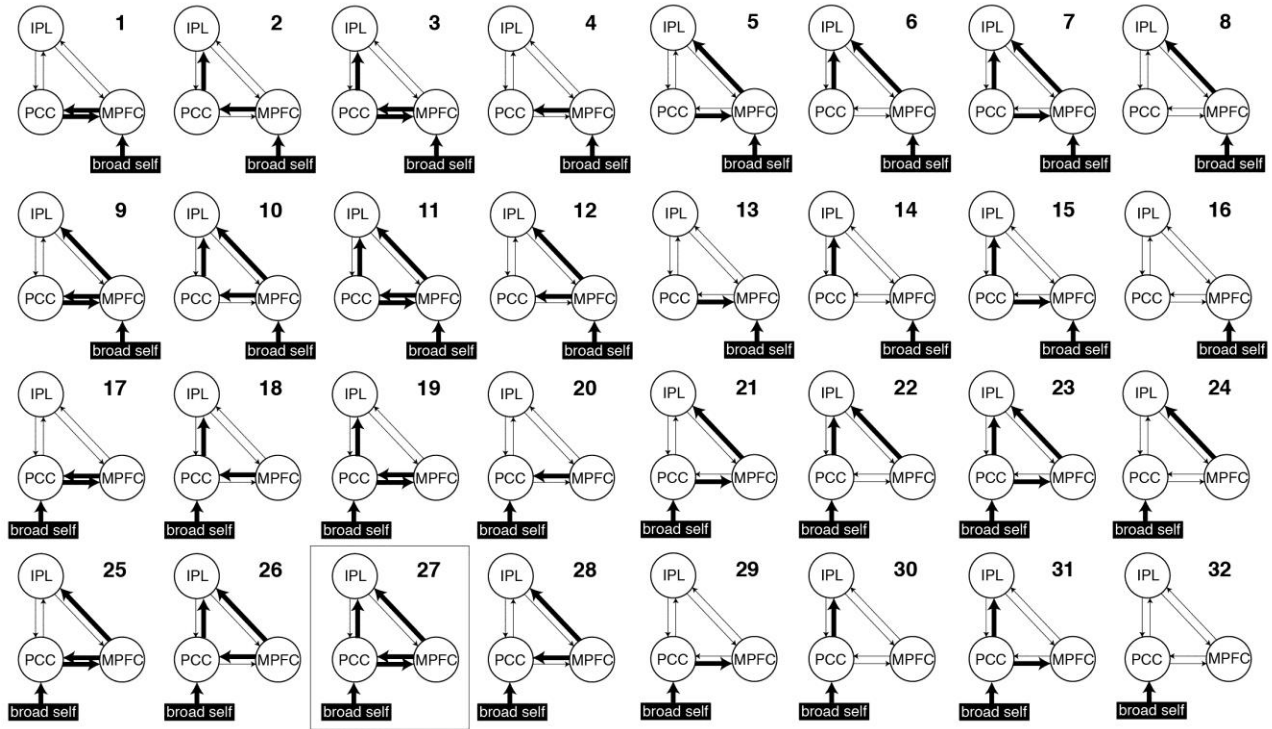 IPL 1 IPL 2 IPL 3 IPL 4 IPL 5 IPL 6 IPL 7 IPL 8
PCC MPFC PCC MPFC PCC MPFC PCC MPFC PCC MPFC PCC MPFC PCC MPFC PCC MPFC
broad self broad self broad self broad self broad self broad self broad self broad self
IPL 9 IPL 10 IPL 11 IPL 12 IPL 13 IPL 14 IPL 15 IPL 16
PCC MPFC PCC MPFC PCC MPFC PCC MPFC PCC MPFC PCC MPFC PCC MPFC PCC MPFC
broad self broad self broad self broad self broad self broad self broad self broad self
IPL 17 IPL 18 IPL 19 IPL 20 IPL 21 IPL 22 IPL 23 IPL 24
PCC MPFC PCC MPFC PCC MPFC PCC MPFC PCC MPFC PCC MPFC PCC MPFC PCC MPFC
broad self broad self broad self broad self broad self broad self broad self broad self
IPL 25 IPL 26 IPL 27 IPL 28 IPL 29 IPL 30 IPL 31 IPL 32
PCC MPFC PCC MPFC PCC MPFC PCC MPFC PCC MPFC PCC MPFC PCC MPFC PCC MPFC
broad self broad self broad self broad self broad self broad self broad self broad self